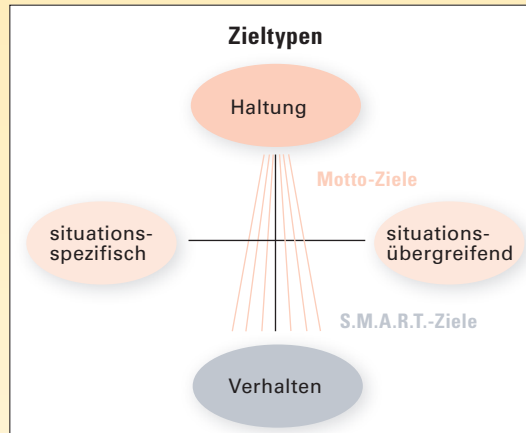 Zieltypen
Haltung
Motto-Ziele
situations-
spezifisch
situations-
übergreifend
S.M.A.R.T.-Ziele
Verhalten